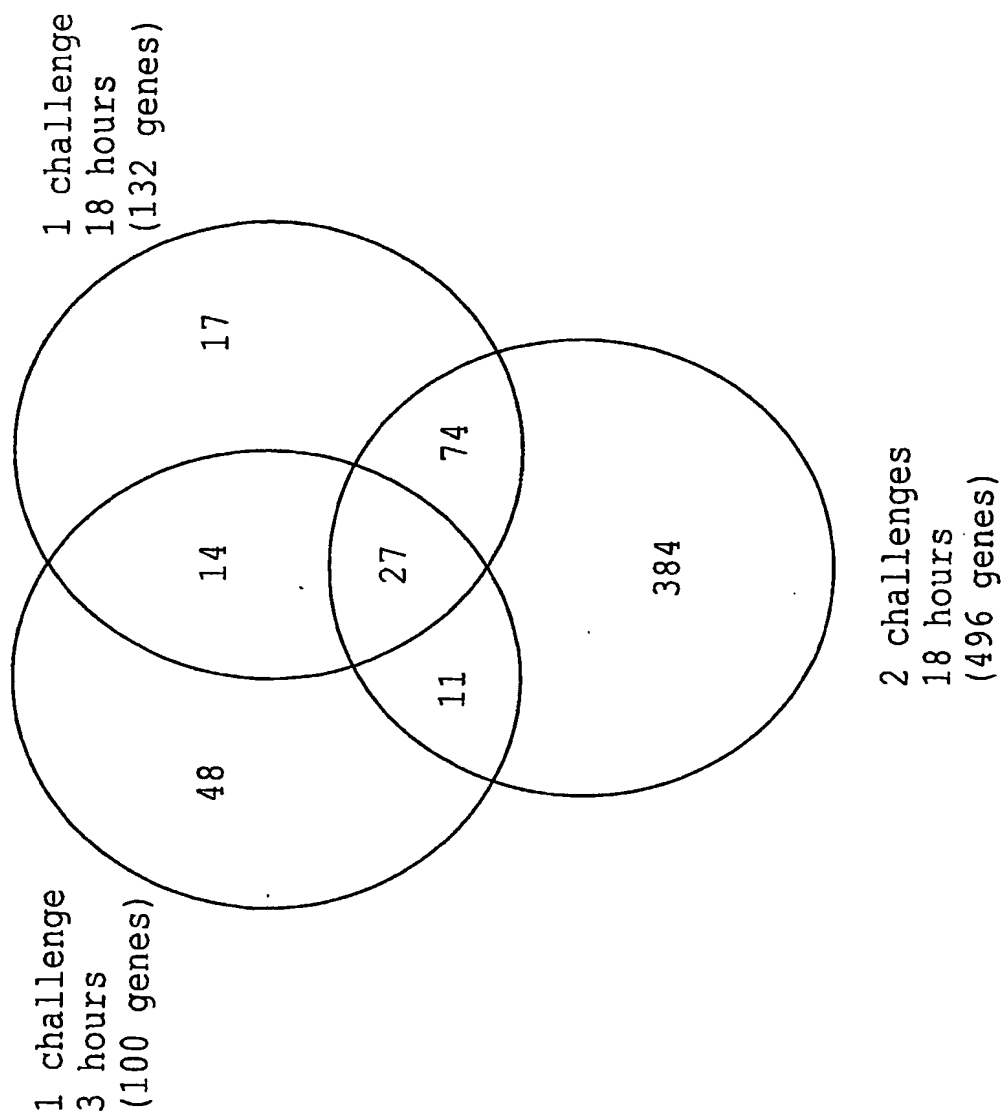 1 challenge
3 hours
(100 genes)
1 challenge
18 hours
(132 genes)
48
14
17
11
27
74
384
2 challenges
18 hours
(496 genes)